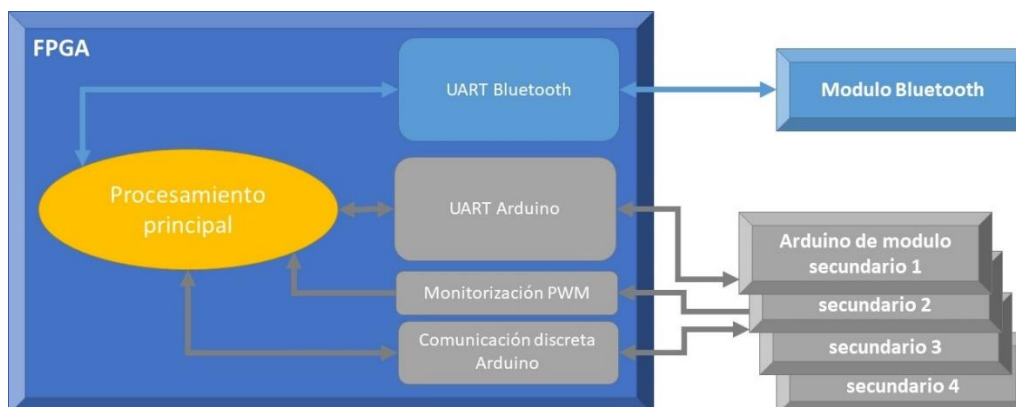 FPGA
UART Bluetooth
Modulo Bluetooth
Procesamiento
principal
UART Arduino
Arduino de modulo
secundario 1
Monitorización PWM
secundario 2
Comunicación discreta
Arduino
secundario 3
secundario 4